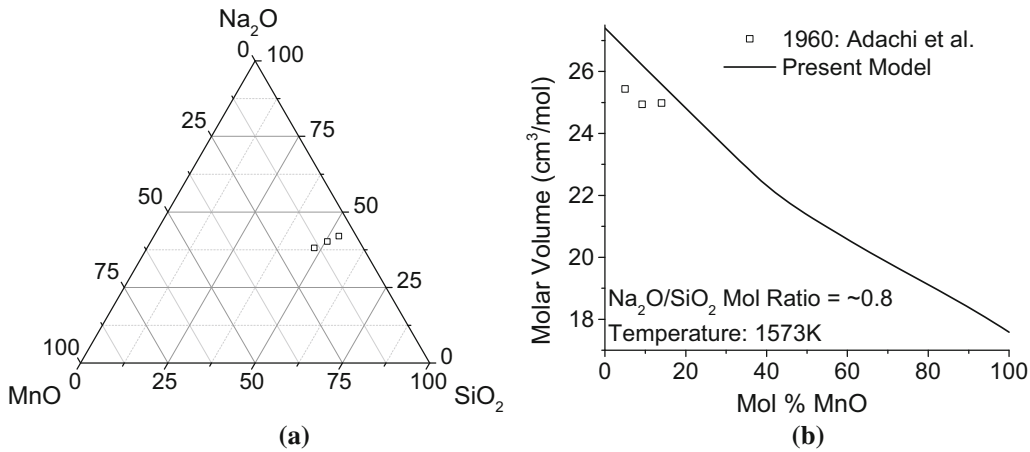 Na₂O
0 100
25 75
50 50
75 25
100 0
0 25 50 75 100
MnO SiO₂
(a)
Molar Volume (cm³/mol)
26
24
22
20
18
1960: Adachi et al.
Present Model
Na₂O/SiO₂ Mol Ratio = ~0.8
Temperature: 1573K
0 20 40 60 80 100
Mol % MnO
(b)